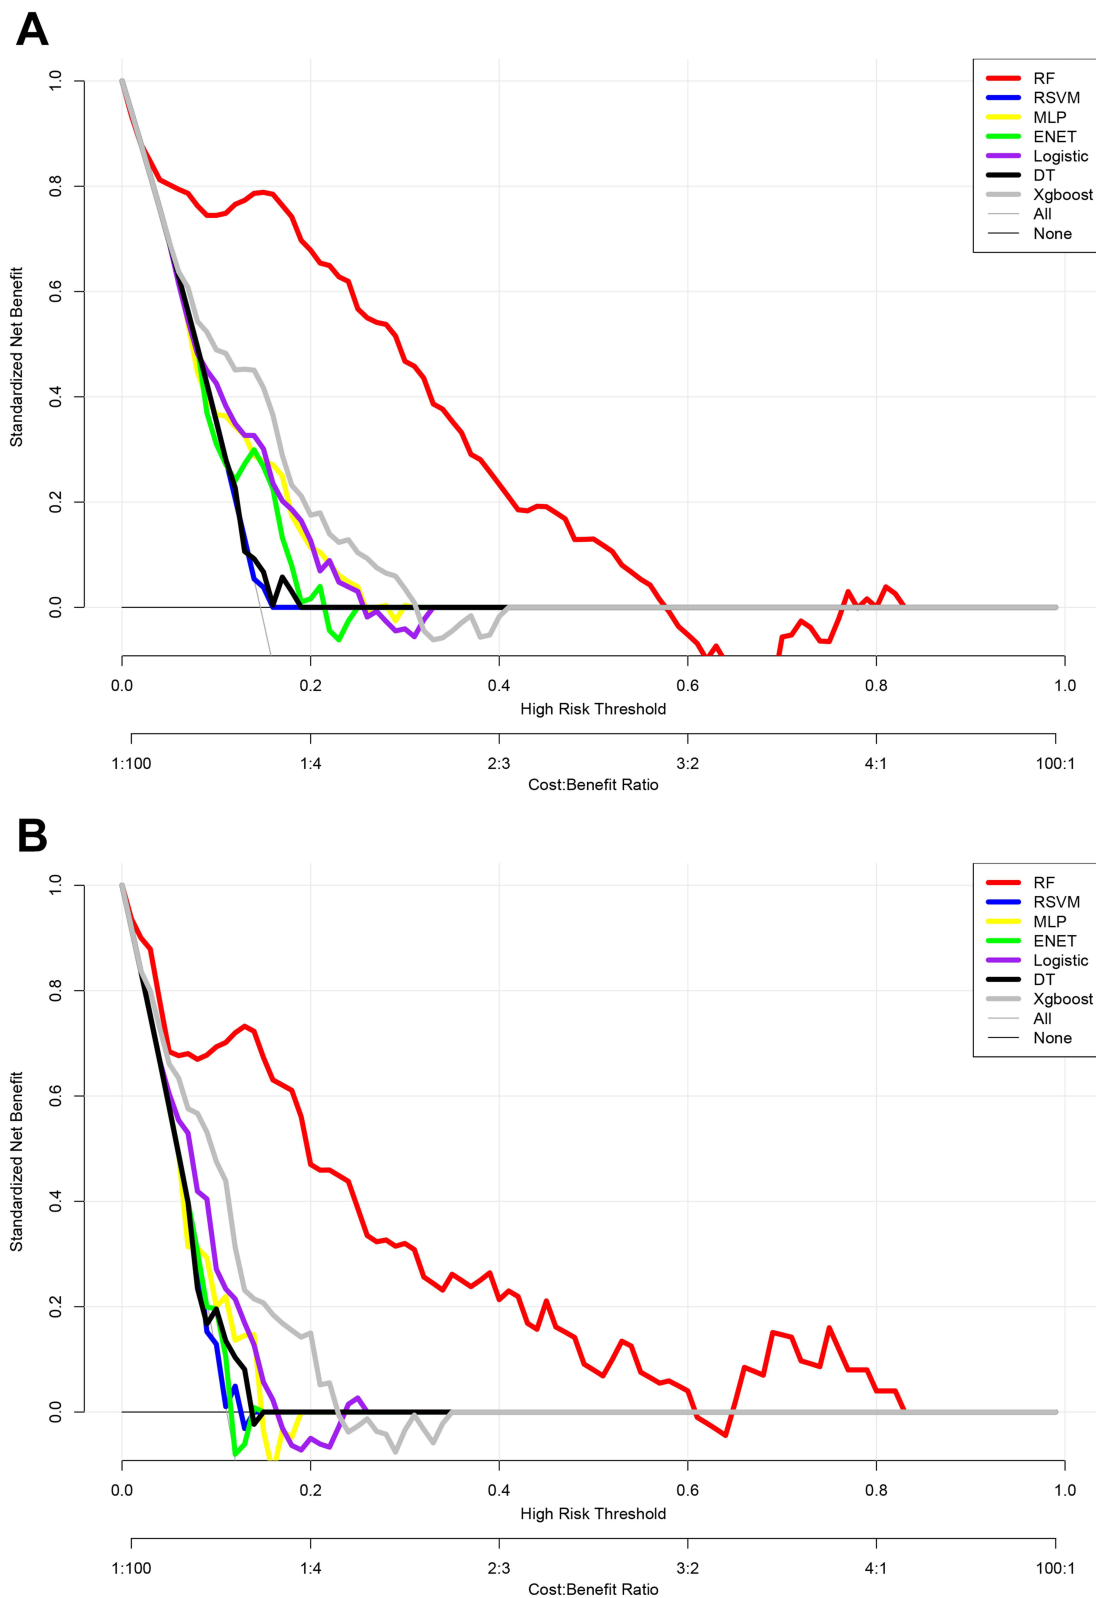 A
1.0
0.8
0.6
0.4
0.2
0.0
Standardized Net Benefit
RF
RSVM
MLP
ENET
Logistic
DT
Xgboost
All
None
0.0 0.2 0.4 0.6 0.8 1.0
High Risk Threshold
1:100 1:4 2:3 3:2 4:1 100:1
Cost:Benefit Ratio
B
1.0
0.8
0.6
0.4
0.2
0.0
Standardized Net Benefit
RF
RSVM
MLP
ENET
Logistic
DT
Xgboost
All
None
0.0 0.2 0.4 0.6 0.8 1.0
High Risk Threshold
1:100 1:4 2:3 3:2 4:1 100:1
Cost:Benefit Ratio